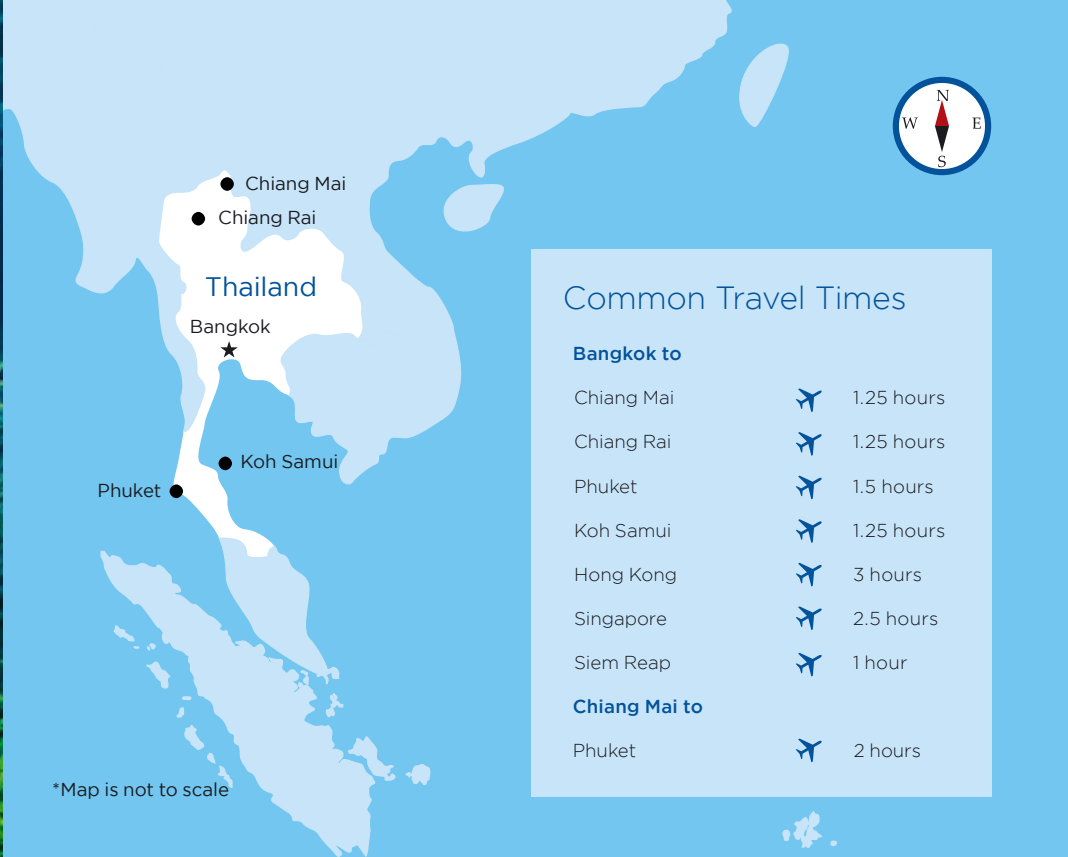 N
W E
S
Chiang Mai
Chiang Rai
Thailand
Bangkok
Koh Samui
Phuket
*Map is not to scale
Common Travel Times
Bangkok to
Chiang Mai 1.25 hours
Chiang Rai 1.25 hours
Phuket 1.5 hours
Koh Samui 1.25 hours
Hong Kong 3 hours
Singapore 2.5 hours
Siem Reap 1 hour
Chiang Mai to
Phuket 2 hours